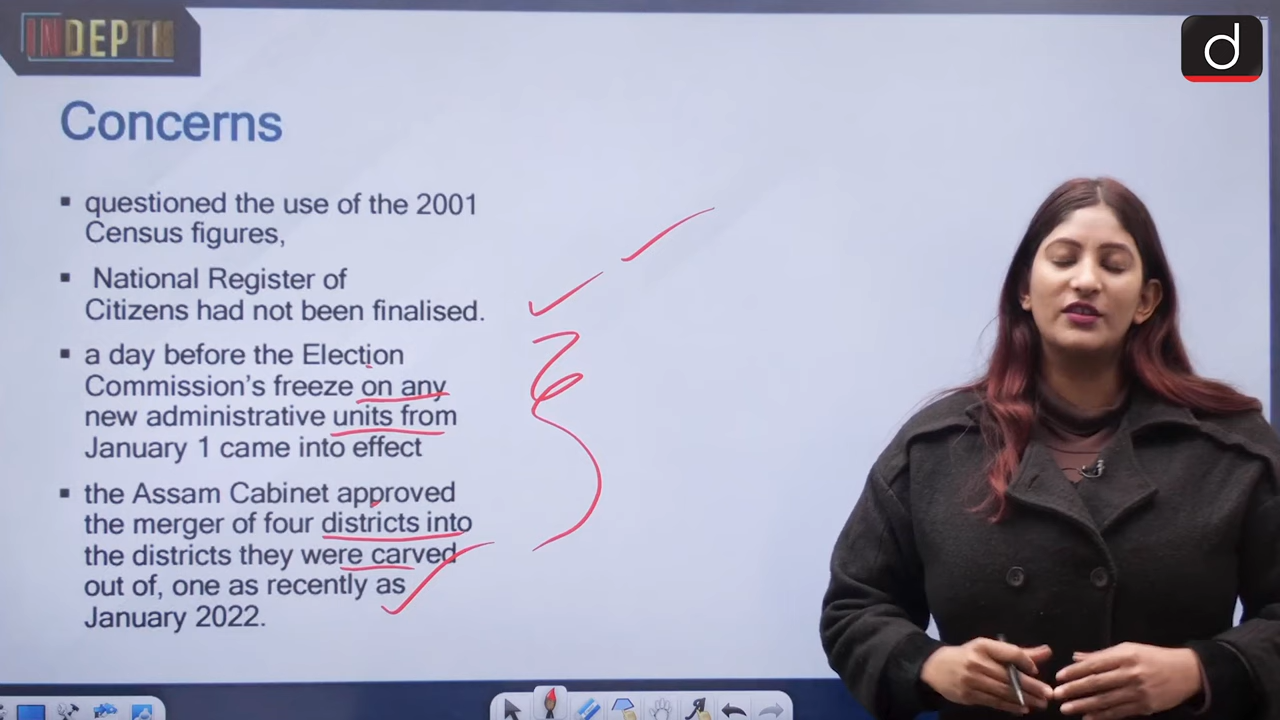 INDEPTH
d
Concerns
▪ questioned the use of the 2001
Census figures,
▪ National Register of
Citizens had not been finalised.
▪ a day before the Election
Commission's freeze on any
new administrative units from
January 1 came into effect
▪ the Assam Cabinet approved
the merger of four districts into
the districts they were carved
out of, one as recently as
January 2022.